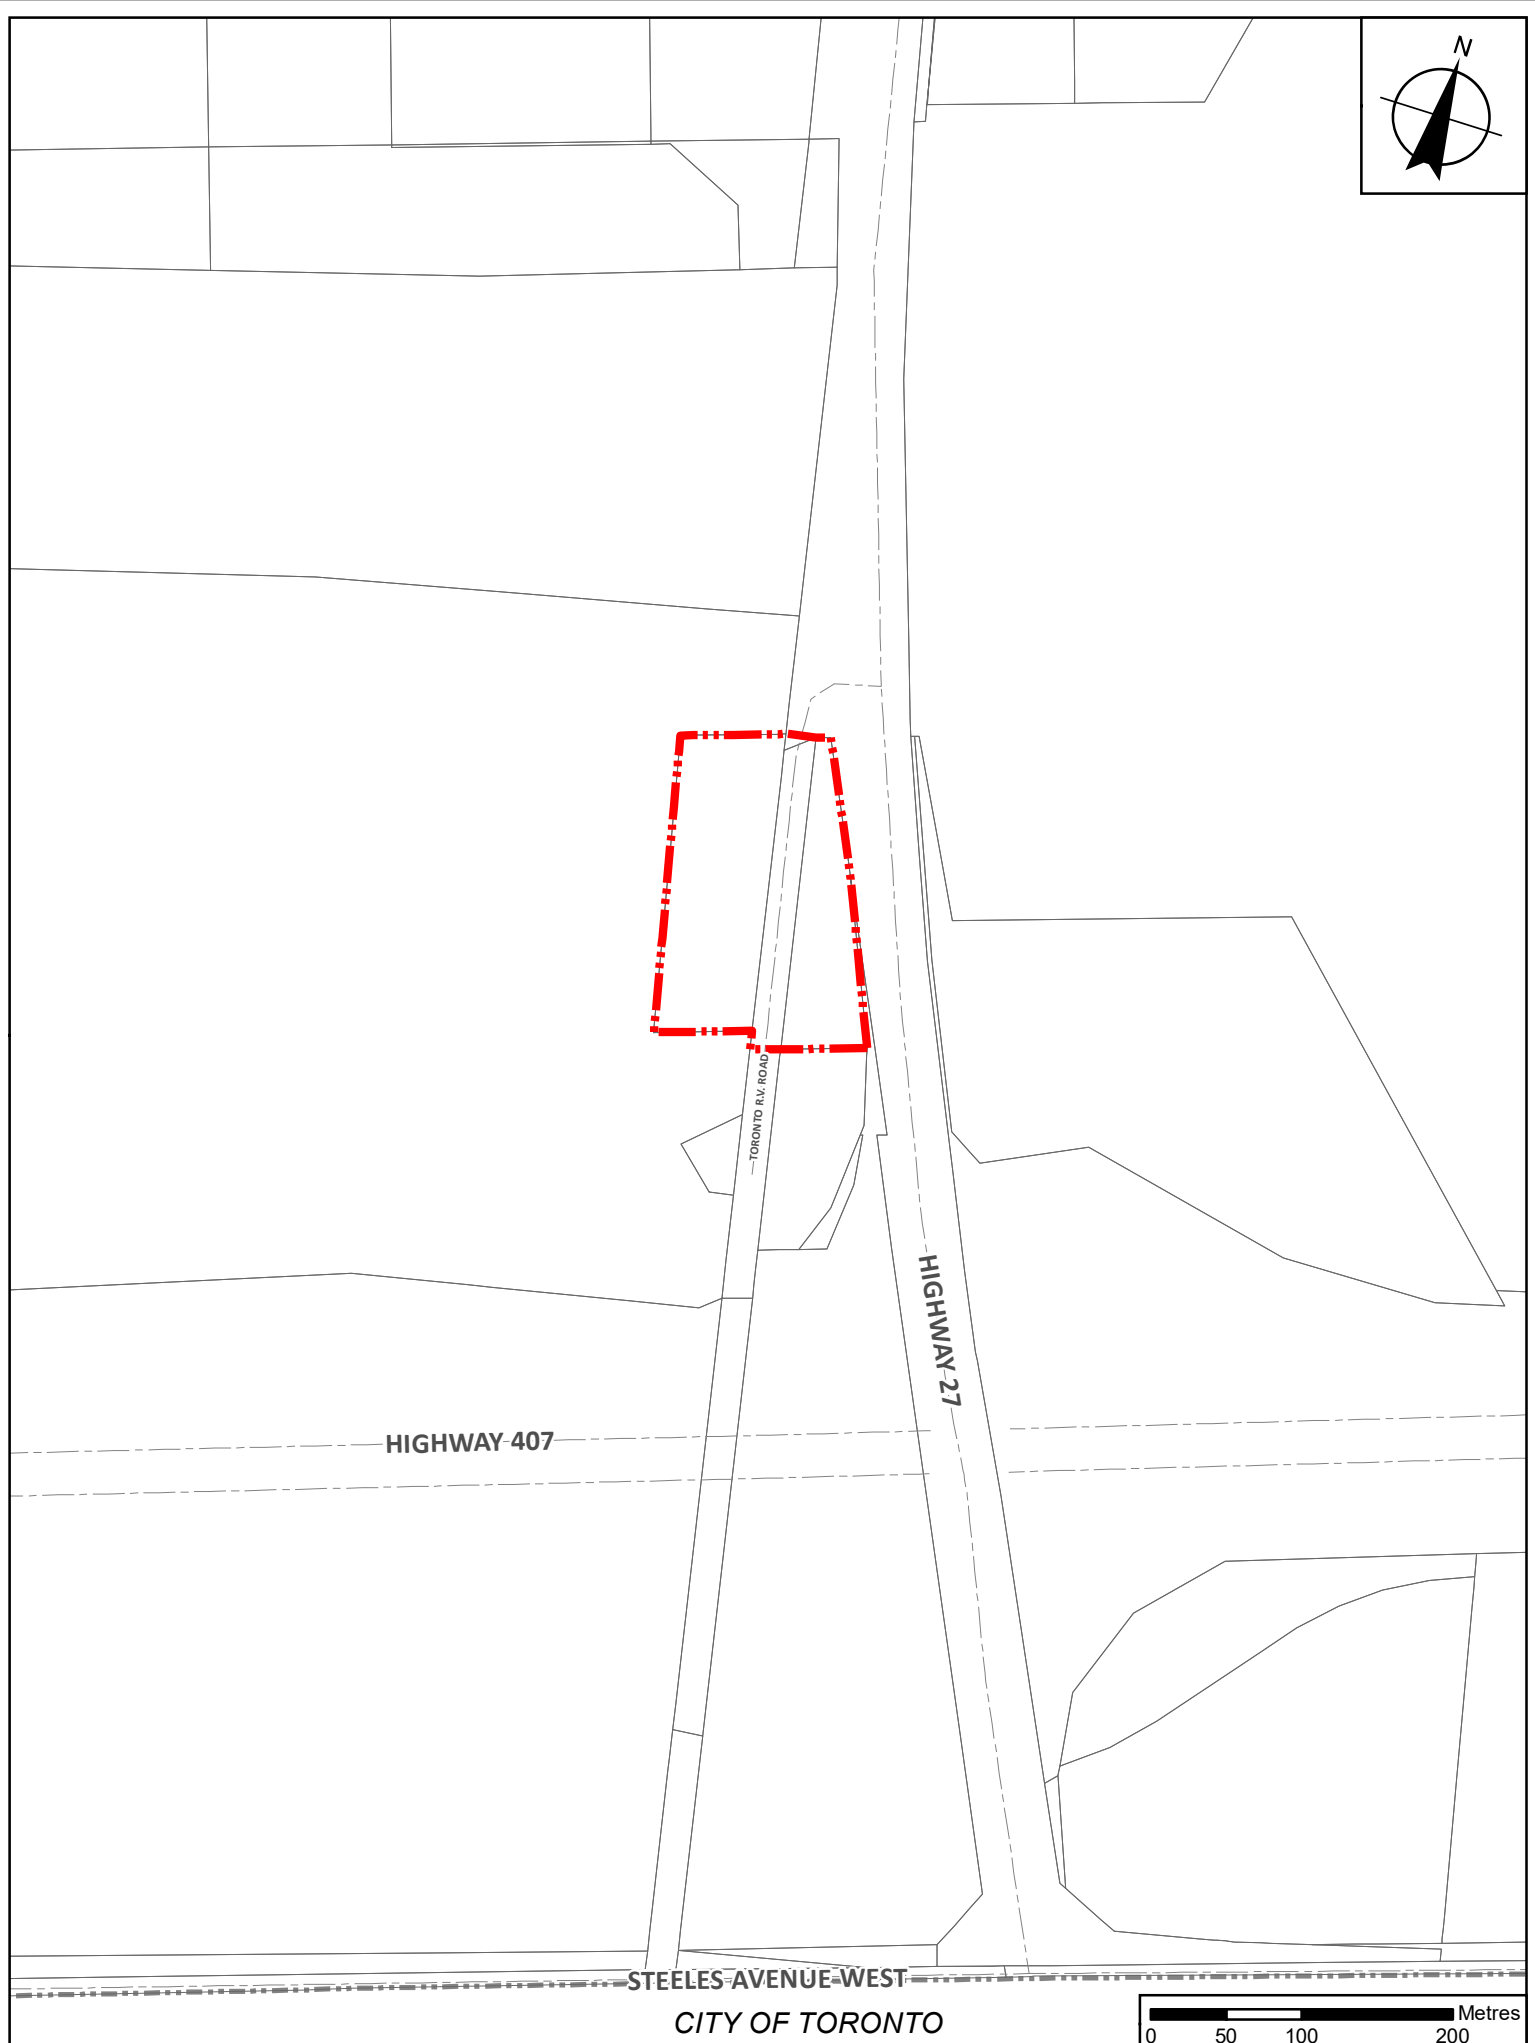 N
TORONTO R.V. ROAD
HIGHWAY 27
HIGHWAY 407
STEELES AVENUE WEST
CITY OF TORONTO
Metres
0 50 100 200